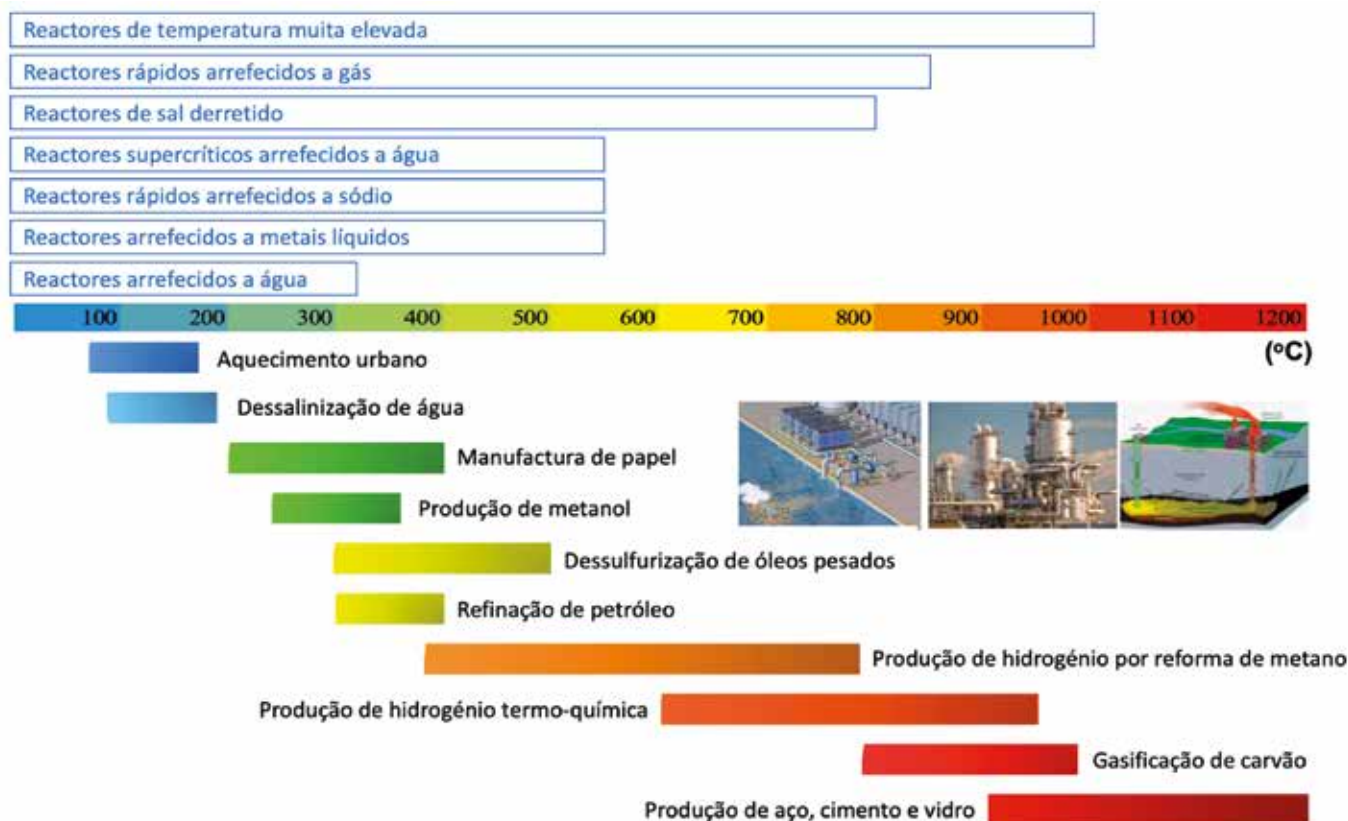 Reactores de temperatura muita elevada
Reactores rápidos arrefecidos a gás
Reactores de sal derretido
Reactores supercríticos arrefecidos a água
Reactores rápidos arrefecidos a sódio
Reactores arrefecidos a metais líquidos
Reactores arrefecidos a água
100 200 300 400 500 600 700 800 900 1000 1100 1200
(ºC)
Aquecimento urbano
Dessalinização de água
Manufactura de papel
Produção de metanol
Dessulfurização de óleos pesados
Refinação de petróleo
Produção de hidrogénio por reforma de metano
Produção de hidrogénio termo-química
Gasificação de carvão
Produção de aço, cimento e vidro